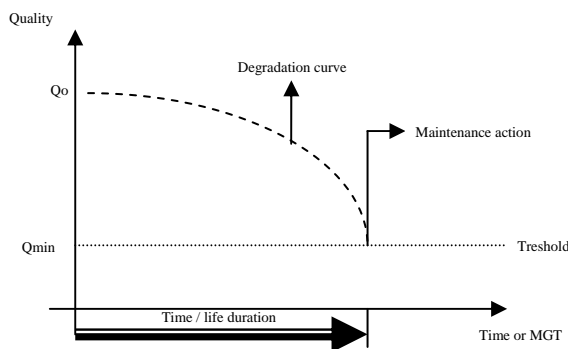 Quality
Degradation curve
Qo
Maintenance action
Qmin
Treshold
Time / life duration
Time or MGT